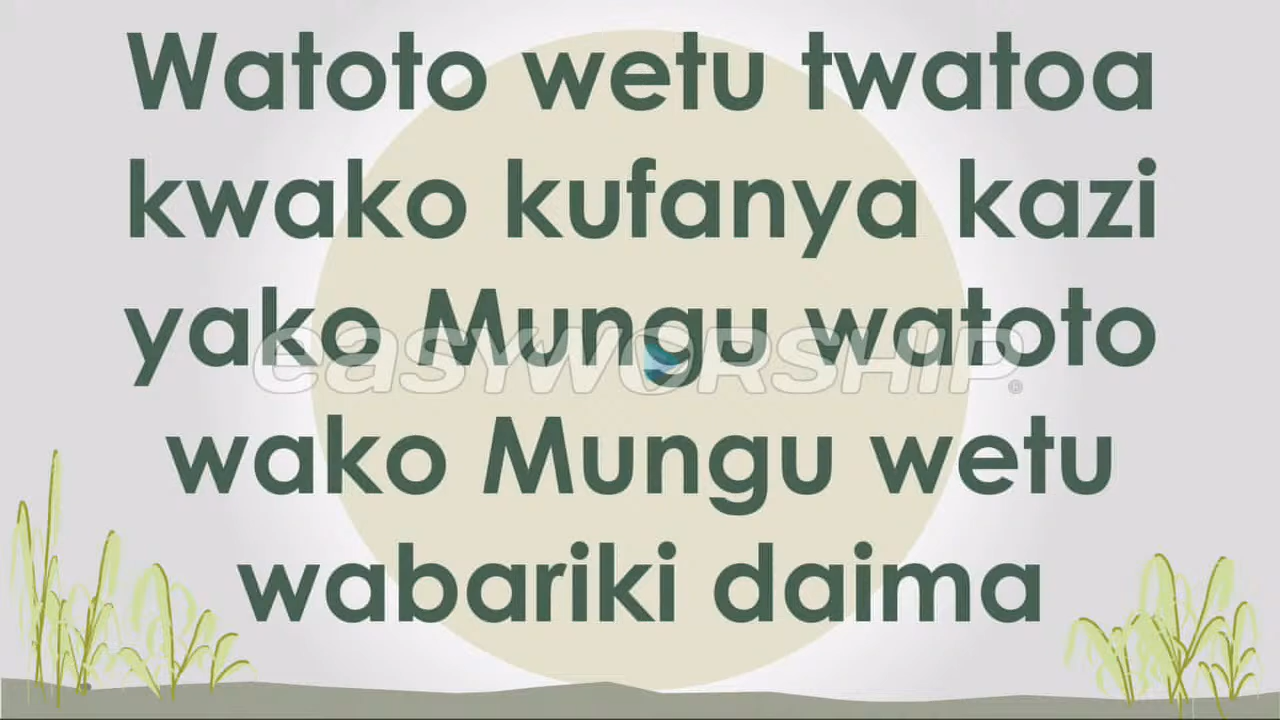 Watoto wetu twatoa
kwako kufanya kazi
yako Mungu watoto
easyWORSHIP®
wako Mungu wetu
wabariki daima